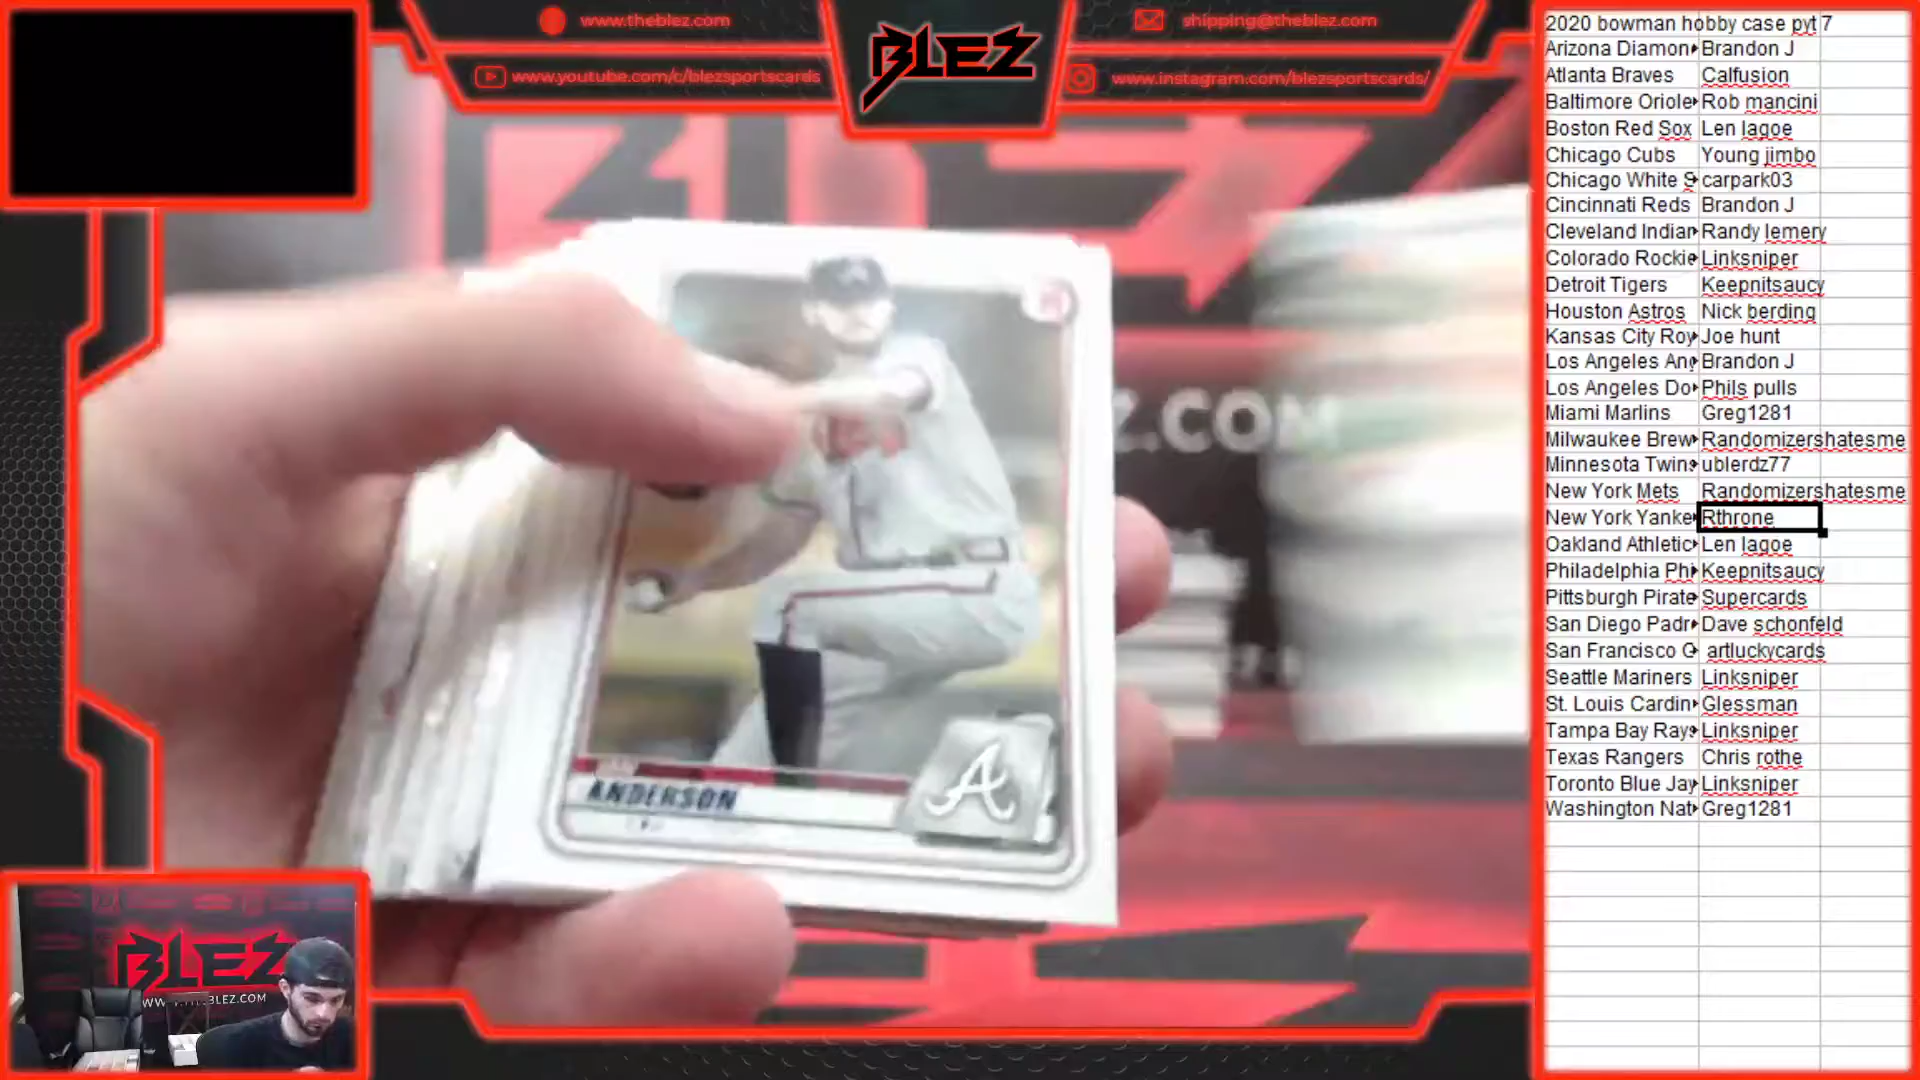 www.theblez.com
shipping@theblez.com
BLEZ
www.youtube.com/c/blezsportscards
www.instagram.com/blezsportscards/
Z.COM
ANDERSON
A
BLEZ
2020 bowman hobby case pyt 7
Arizona Diamon Brandon J
Atlanta Braves Calfusion
Baltimore Oriole Rob mancini
Boston Red Sox Len lagoe
Chicago Cubs Young jimbo
Chicago White S carpark03
Cincinnati Reds Brandon J
Cleveland Indian Randy lemery
Colorado Rockie Linksniper
Detroit Tigers Keepnitsaucy
Houston Astros Nick berding
Kansas City Roy Joe hunt
Los Angeles Ang Brandon J
Los Angeles Do Phils pulls
Miami Marlins Greg1281
Milwaukee Brew Randomizershatesme
Minnesota Twin ublerdz77
New York Mets Randomizershatesme
New York Yanke Rthrone
Oakland Athletic Len lagoe
Philadelphia Phi Keepnitsaucy
Pittsburgh Pirate Supercards
San Diego Padr Dave schonfeld
San Francisco G artluckycards
Seattle Mariners Linksniper
St. Louis Cardin Glessman
Tampa Bay Rays Linksniper
Texas Rangers Chris rothe
Toronto Blue Jay Linksniper
Washington Nat Greg1281